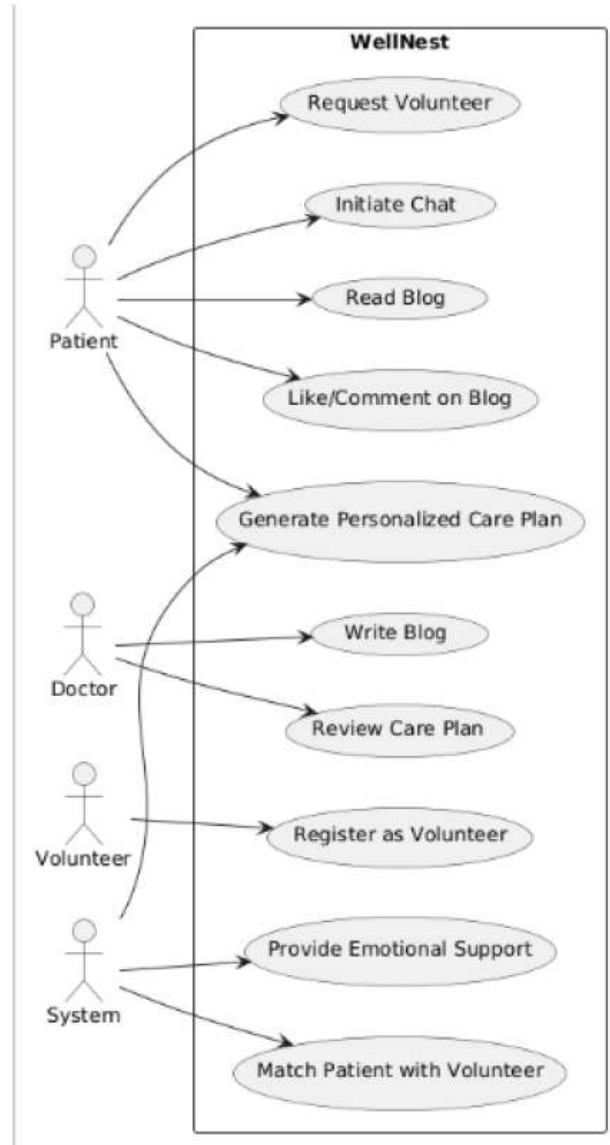 WellNest
Request Volunteer
Initiate Chat
Read Blog
Patient
Like/Comment on Blog
Generate Personalized Care Plan
Write Blog
Doctor
Review Care Plan
Register as Volunteer
Volunteer
Provide Emotional Support
System
Match Patient with Volunteer